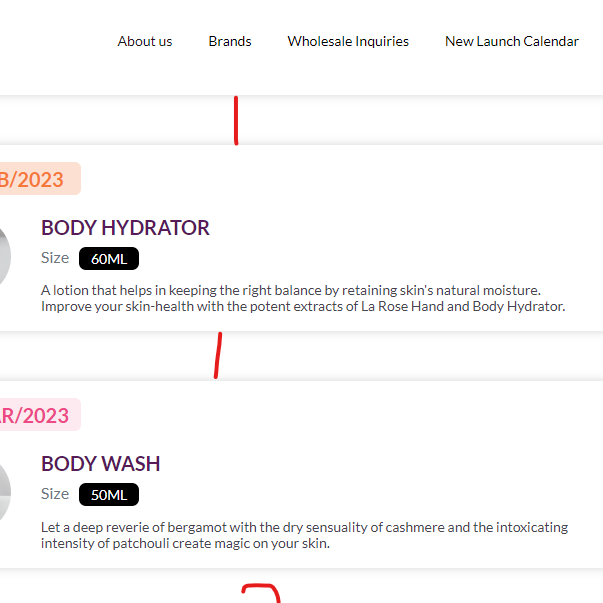 About us Brands Wholesale Inquiries New Launch Calendar
B/2023
BODY HYDRATOR
Size 60ML
A lotion that helps in keeping the right balance by retaining skin's natural moisture.
Improve your skin-health with the potent extracts of La Rose Hand and Body Hydrator.
AR/2023
BODY WASH
Size 50ML
Let a deep reverie of bergamot with the dry sensuality of cashmere and the intoxicating
intensity of patchouli create magic on your skin.